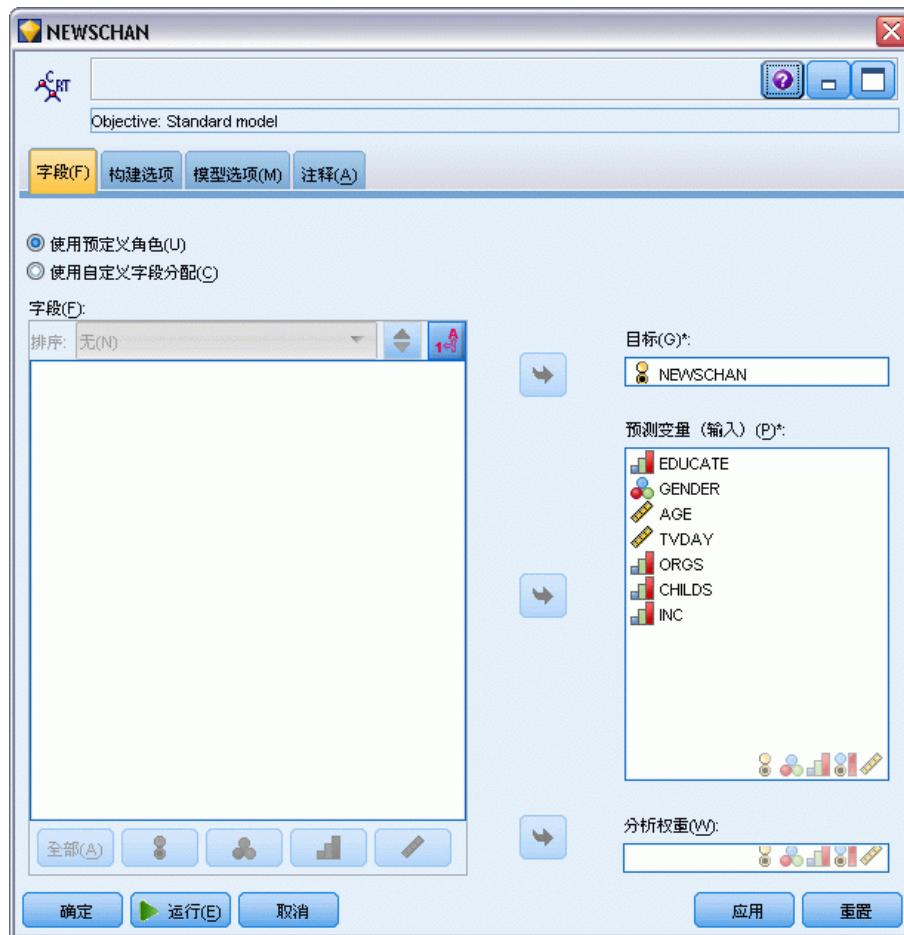 NEWSCHAN
C RT
Objective: Standard model
字段(F)
构建选项
模型选项(M)
注释(A)
使用预定义角色(U)
使用自定义字段分配(C)
字段(F):
排序:
无(N)
A
1
目标(G)*:
NEWSCHAN
预测变量（输入）(P)*:
EDUCATE
GENDER
AGE
TVDAY
ORGS
CHILDS
INC
分析权重(W):
全部(A)
确定
运行(E)
取消
应用
重置